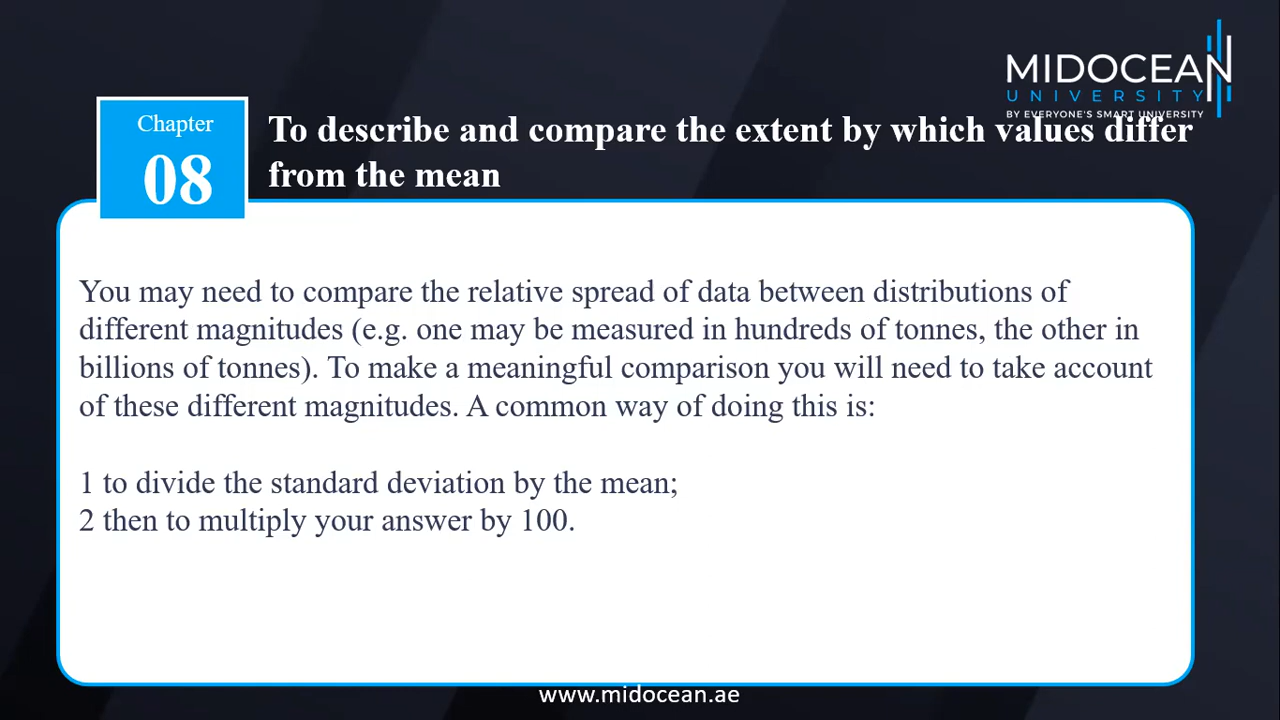 MIDOCEAN
UNIVERSITY
BY EVERYONE'S SMART UNIVERSITY
Chapter
08
To describe and compare the extent by which values differ
from the mean
You may need to compare the relative spread of data between distributions of
different magnitudes (e.g. one may be measured in hundreds of tonnes, the other in
billions of tonnes). To make a meaningful comparison you will need to take account
of these different magnitudes. A common way of doing this is:
1 to divide the standard deviation by the mean;
2 then to multiply your answer by 100.
www.midocean.ae